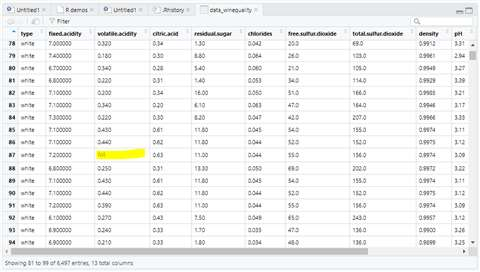 Untitled1* R demos Untitled1* .Rhistory data_winequality
Filter
type fixed.acidity volatile.acidity citric.acid residual.sugar chlorides free.sulfur.dioxide total.sulfur.dioxide density pH
78 white 7.000000 0.320 0.34 1.30 0.042 20.0 69.0 0.9912 3.31
79 white 7.400000 0.180 0.30 8.80 0.064 26.0 103.0 0.9961 2.94
80 white 6.700000 0.340 0.28 5.40 0.060 21.0 105.0 0.9949 3.27
81 white 6.800000 0.220 0.31 1.40 0.053 34.0 114.0 0.9929 3.39
82 white 7.100000 0.200 0.34 16.00 0.050 51.0 166.0 0.9985 3.21
83 white 7.100000 0.340 0.20 6.10 0.063 47.0 164.0 0.9946 3.17
84 white 7.300000 0.220 0.30 8.20 0.047 42.0 207.0 0.9966 3.33
85 white 7.100000 0.430 0.61 11.80 0.045 54.0 155.0 0.9974 3.11
86 white 7.100000 0.440 0.62 11.80 0.044 52.0 152.0 0.9975 3.12
87 white 7.200000 NA 0.63 11.00 0.044 55.0 156.0 0.9974 3.09
88 white 6.800000 0.250 0.31 13.30 0.050 69.0 202.0 0.9972 3.22
89 white 7.100000 0.430 0.61 11.80 0.045 54.0 155.0 0.9974 3.11
90 white 7.100000 0.440 0.62 11.80 0.044 52.0 152.0 0.9975 3.12
91 white 7.200000 0.390 0.63 11.00 0.044 55.0 156.0 0.9974 3.09
92 white 6.100000 0.270 0.43 7.50 0.049 65.0 243.0 0.9957 3.12
93 white 6.900000 0.240 0.33 1.70 0.035 47.0 136.0 0.9900 3.26
94 white 6.900000 0.210 0.33 1.80 0.034 48.0 136.0 0.9899 3.25
Showing 81 to 99 of 6,497 entries, 13 total columns